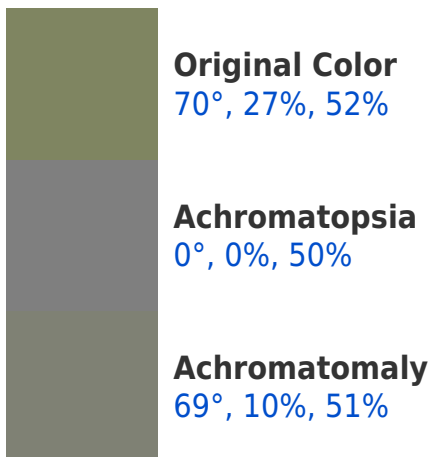 Original Color
70°, 27%, 52%
Achromatopsia
0°, 0%, 50%
Achromatomaly
69°, 10%, 51%